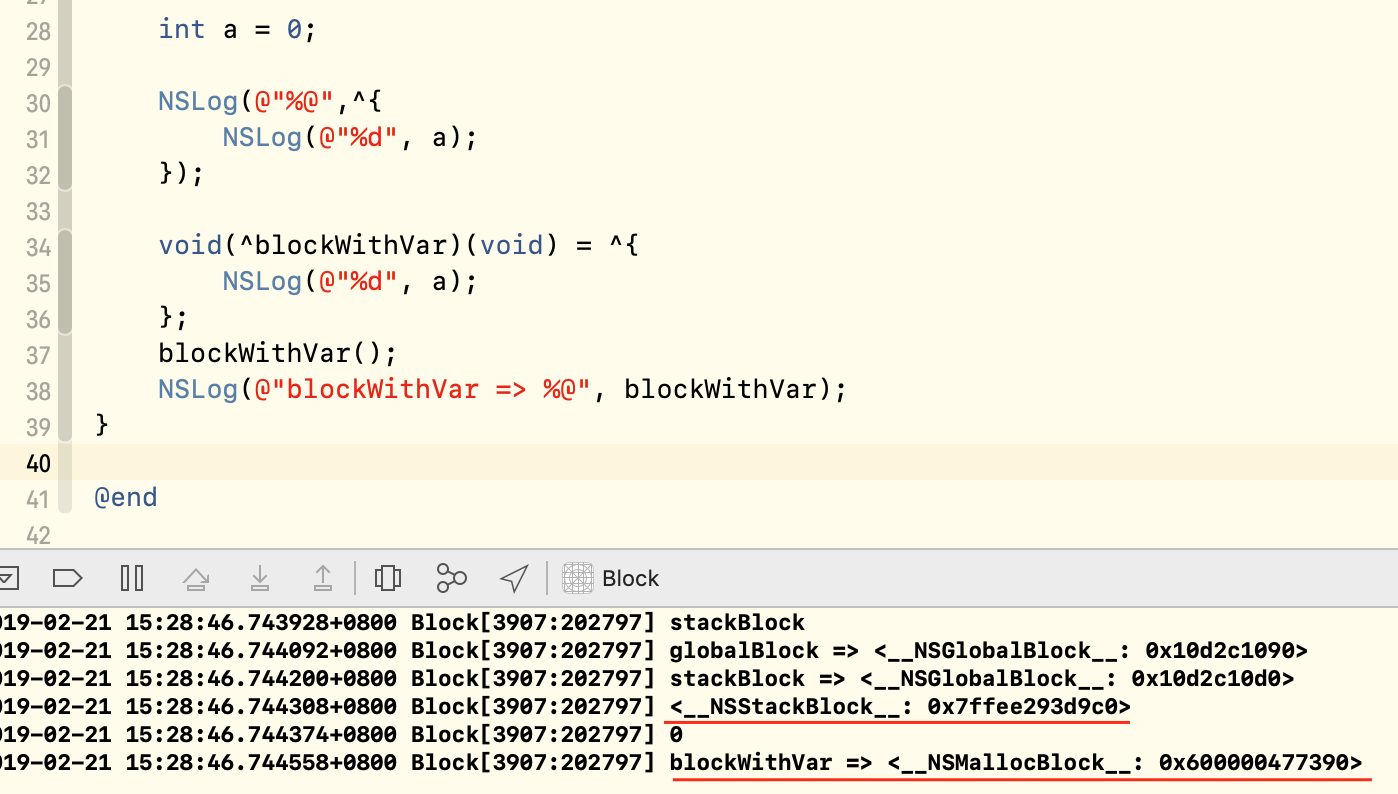 27
28 int a = 0;
29
30 NSLog(@"%@",^{
31 NSLog(@"%d", a);
32 });
33
34 void(^blockWithVar)(void) = ^{
35 NSLog(@"%d", a);
36 };
37 blockWithVar();
38 NSLog(@"blockWithVar => %@", blockWithVar);
39 }
40
41 @end
42
Block
019-02-21 15:28:46.743928+0800 Block[3907:202797] stackBlock
019-02-21 15:28:46.744092+0800 Block[3907:202797] globalBlock => <__NSGlobalBlock__: 0x10d2c1090>
019-02-21 15:28:46.744200+0800 Block[3907:202797] stackBlock => <__NSGlobalBlock__: 0x10d2c10d0>
019-02-21 15:28:46.744308+0800 Block[3907:202797] <__NSStackBlock__: 0x7ffee293d9c0>
019-02-21 15:28:46.744374+0800 Block[3907:202797] 0
019-02-21 15:28:46.744558+0800 Block[3907:202797] blockWithVar => <__NSMallocBlock__: 0x600000477390>